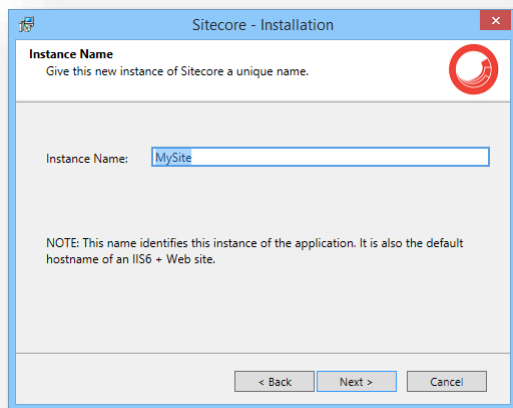 Sitecore - Installation
Instance Name
Give this new instance of Sitecore a unique name.
Instance Name: MySite
NOTE: This name identifies this instance of the application. It is also the default
hostname of an IIS6 + Web site.
< Back Next > Cancel